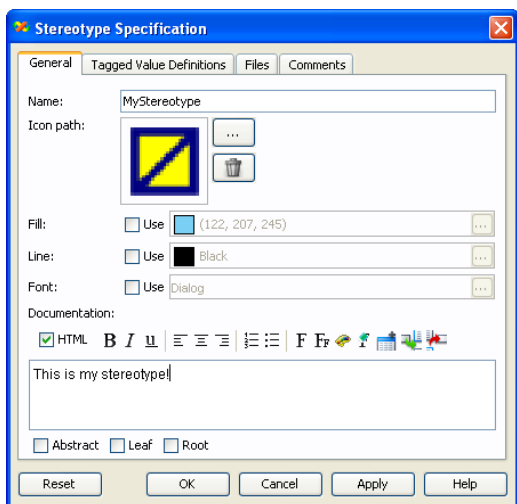 Stereotype Specification
General Tagged Value Definitions Files Comments
Name: MyStereotype
Icon path: ...
Fill: Use (122, 207, 245) ...
Line: Use Black ...
Font: Use Dialog ...
Documentation:
HTML B I u F FF
This is my stereotype!
Abstract Leaf Root
Reset OK Cancel Apply Help